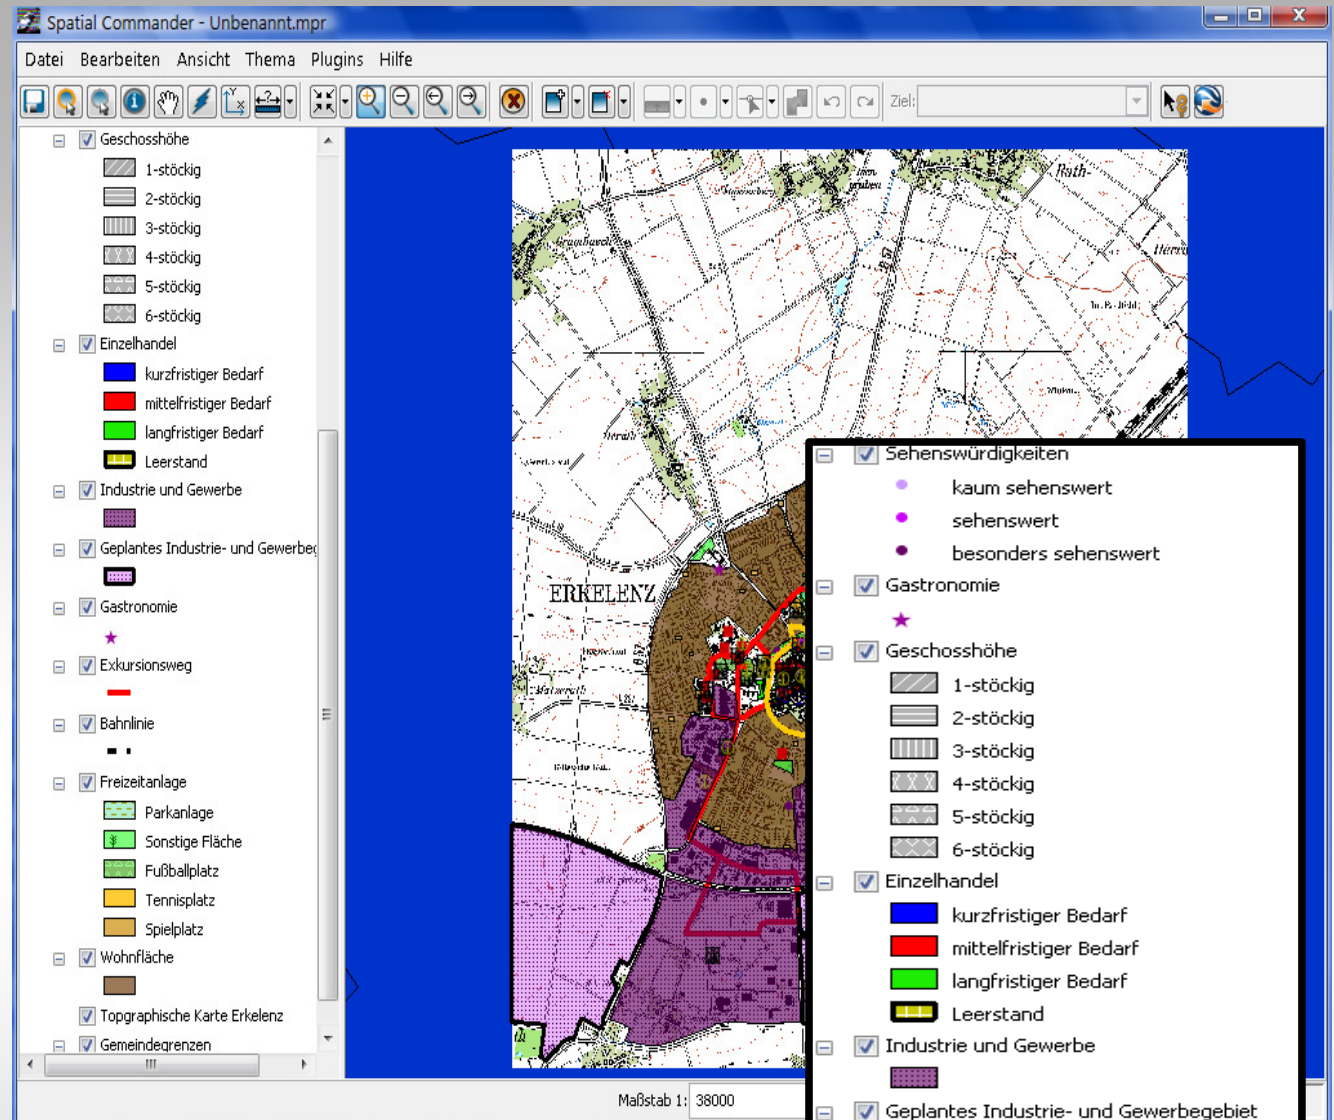 Spatial Commander - Unbenannt.mpr
Datei Bearbeiten Ansicht Thema Plugins Hilfe
Ziel:
Geschosshöhe
1-stöckig
2-stöckig
3-stöckig
4-stöckig
5-stöckig
6-stöckig
Einzelhandel
kurzfristiger Bedarf
mittelfristiger Bedarf
langfristiger Bedarf
Leerstand
Industrie und Gewerbe
Geplantes Industrie- und Gewerbeg
Gastronomie
Exkursionsweg
Bahnlinie
Freizeitanlage
Parkanlage
Sonstige Fläche
Fußballplatz
Tennisplatz
Spielplatz
Wohnfläche
Topgraphische Karte Erkelenz
Gemeindegrenzen
Rath-
B 57
ERKELENZ
Sehenswürdigkeiten
kaum sehenswert
sehenswert
besonders sehenswert
Gastronomie
Geschosshöhe
1-stöckig
2-stöckig
3-stöckig
4-stöckig
5-stöckig
6-stöckig
Einzelhandel
kurzfristiger Bedarf
mittelfristiger Bedarf
langfristiger Bedarf
Leerstand
Industrie und Gewerbe
Geplantes Industrie- und Gewerbegebiet
Maßstab 1: 38000